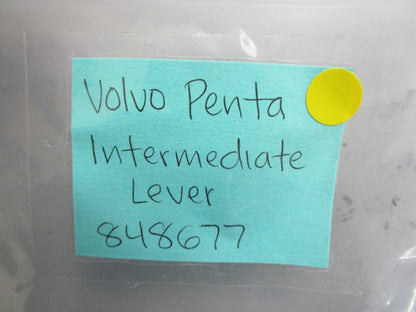 Volvo Penta
Intermediate
Lever
848677